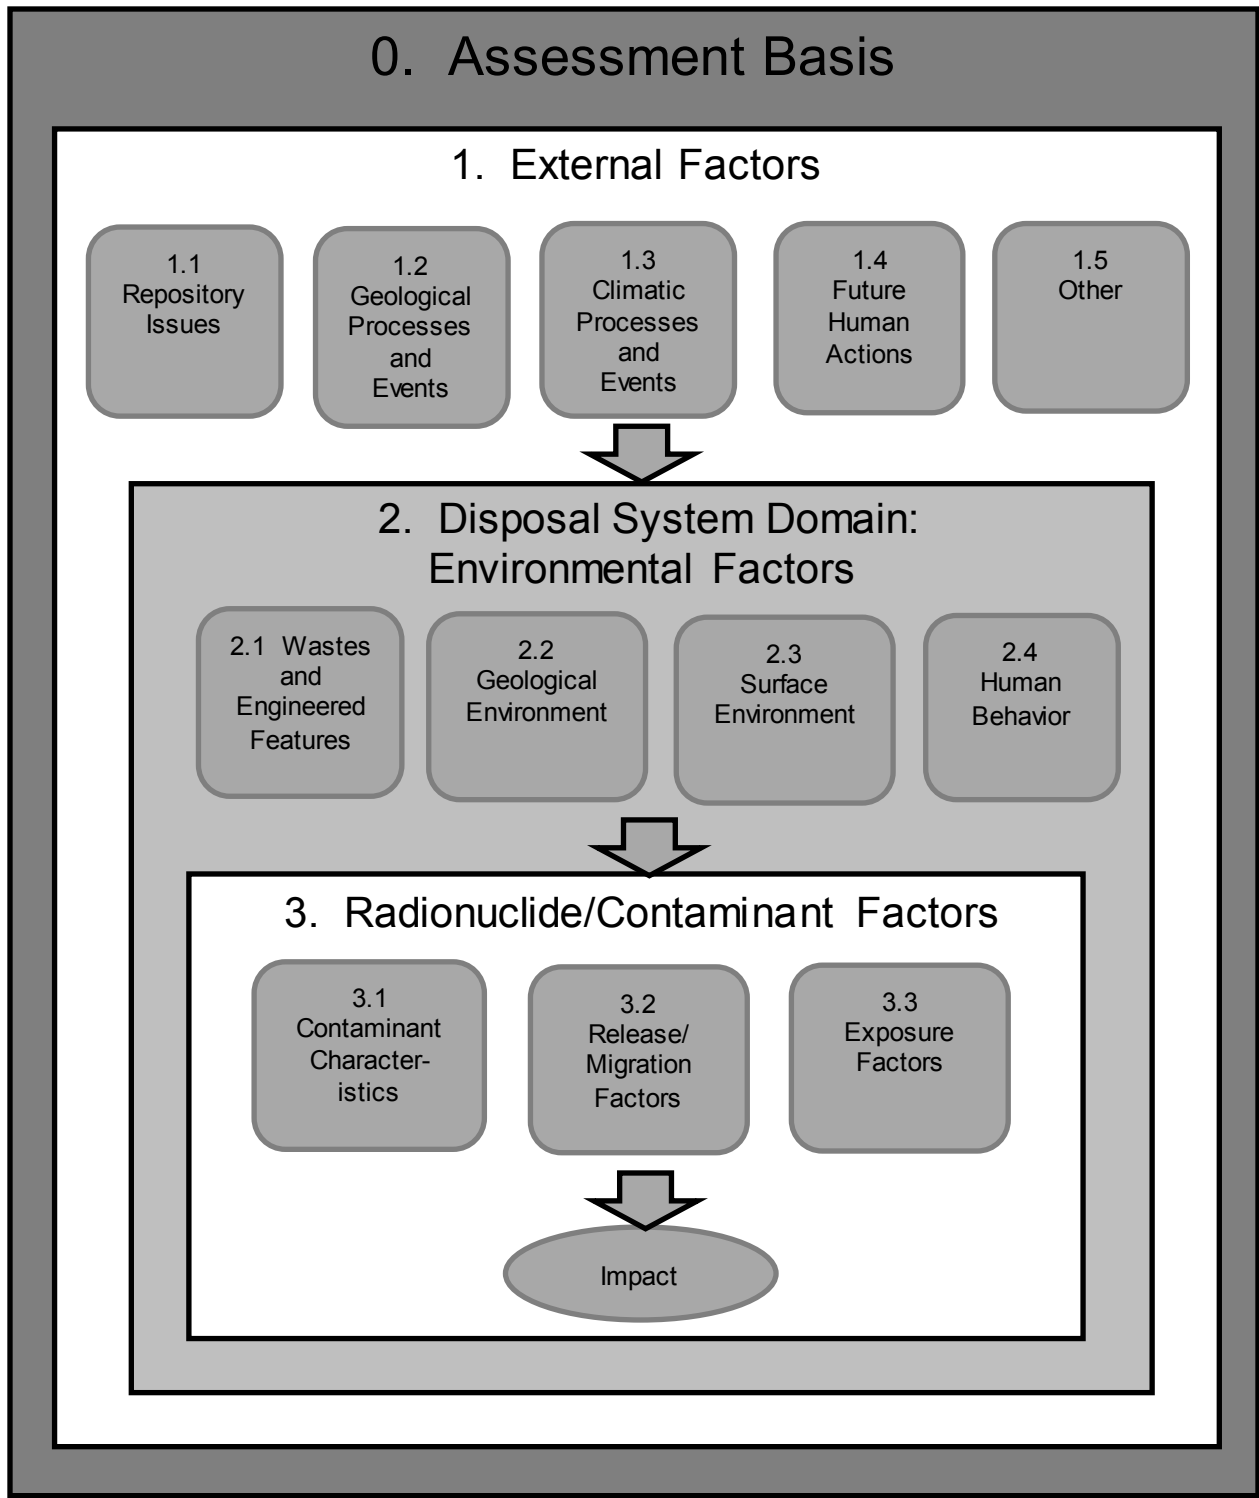 0. Assessment Basis
1. External Factors
1.1
Repository
Issues
1.2
Geological
Processes
and
Events
1.3
Climatic
Processes
and
Events
1.4
Future
Human
Actions
1.5
Other
2. Disposal System Domain:
Environmental Factors
2.1 Wastes
and
Engineered
Features
2.2
Geological
Environment
2.3
Surface
Environment
2.4
Human
Behavior
3. Radionuclide/Contaminant Factors
3.1
Contaminant
Character-
istics
3.2
Release/
Migration
Factors
3.3
Exposure
Factors
Impact